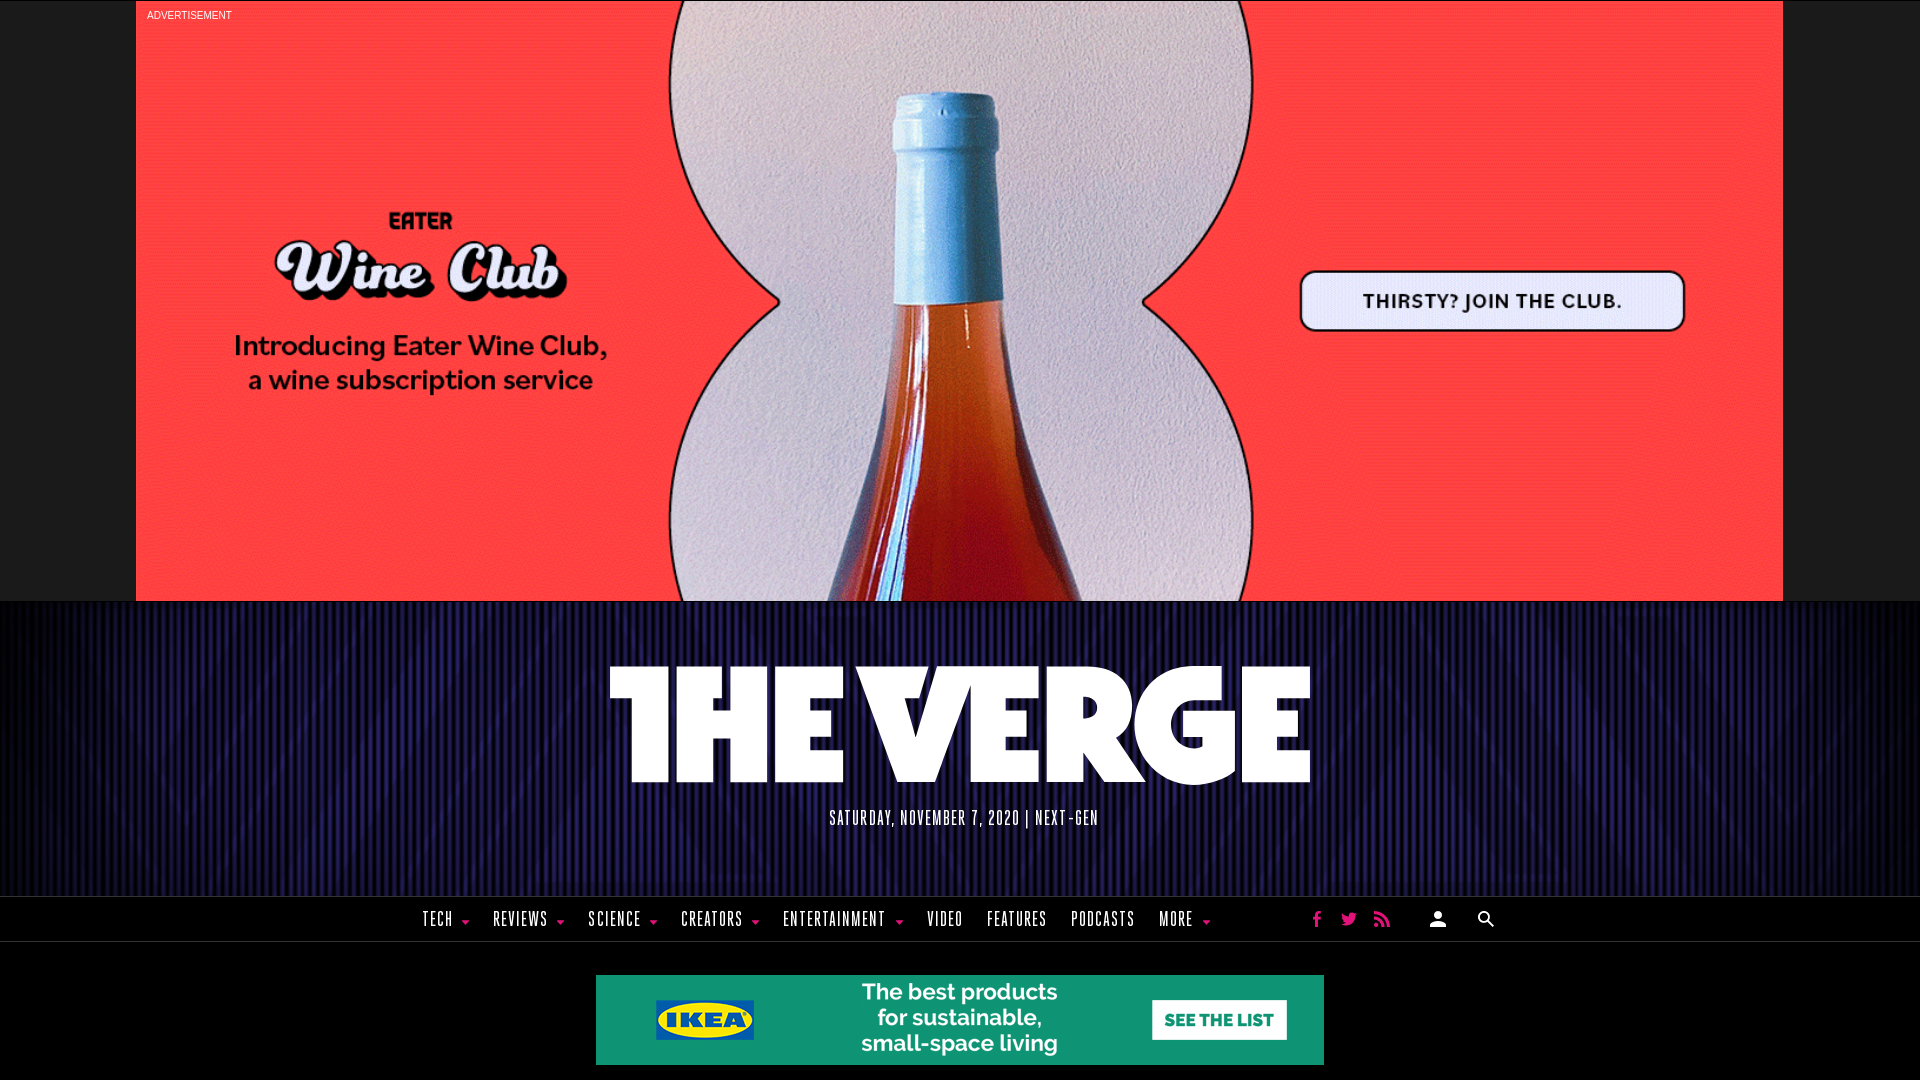 ADVERTISEMENT
EATER
Wine Club
Introducing Eater Wine Club,
a wine subscription service
THIRSTY? JOIN THE CLUB.
THE VERGE
SATURDAY, NOVEMBER 7, 2020 | NEXT-GEN
TECH REVIEWS SCIENCE CREATORS ENTERTAINMENT VIDEO FEATURES PODCASTS MORE
IKEA
The best products
for sustainable,
small-space living
SEE THE LIST